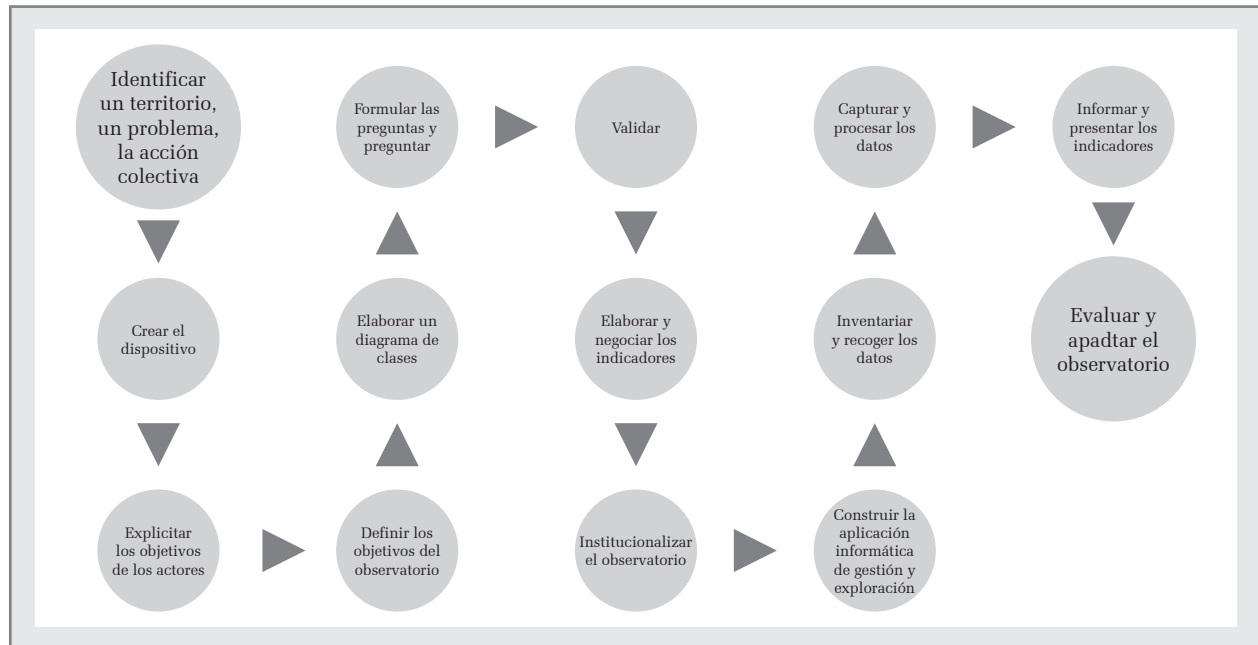 Identificar
un territorio,
un problema,
la acción
colectiva
Crear el
dispositivo
Explicitar
los objetivos
de los actores
Definir los
objetivos del
observatorio
Elaborar un
diagrama de
clases
Formular las
preguntas y
preguntar
Validar
Elaborar y
negociar los
indicadores
Institucionalizar
el observatorio
Construir la
aplicación
informática
de gestión y
exploración
Inventariar
y recoger los
datos
Capturar y
procesar los
datos
Informar y
presentar los
indicadores
Evaluar y
apadtar el
observatorio